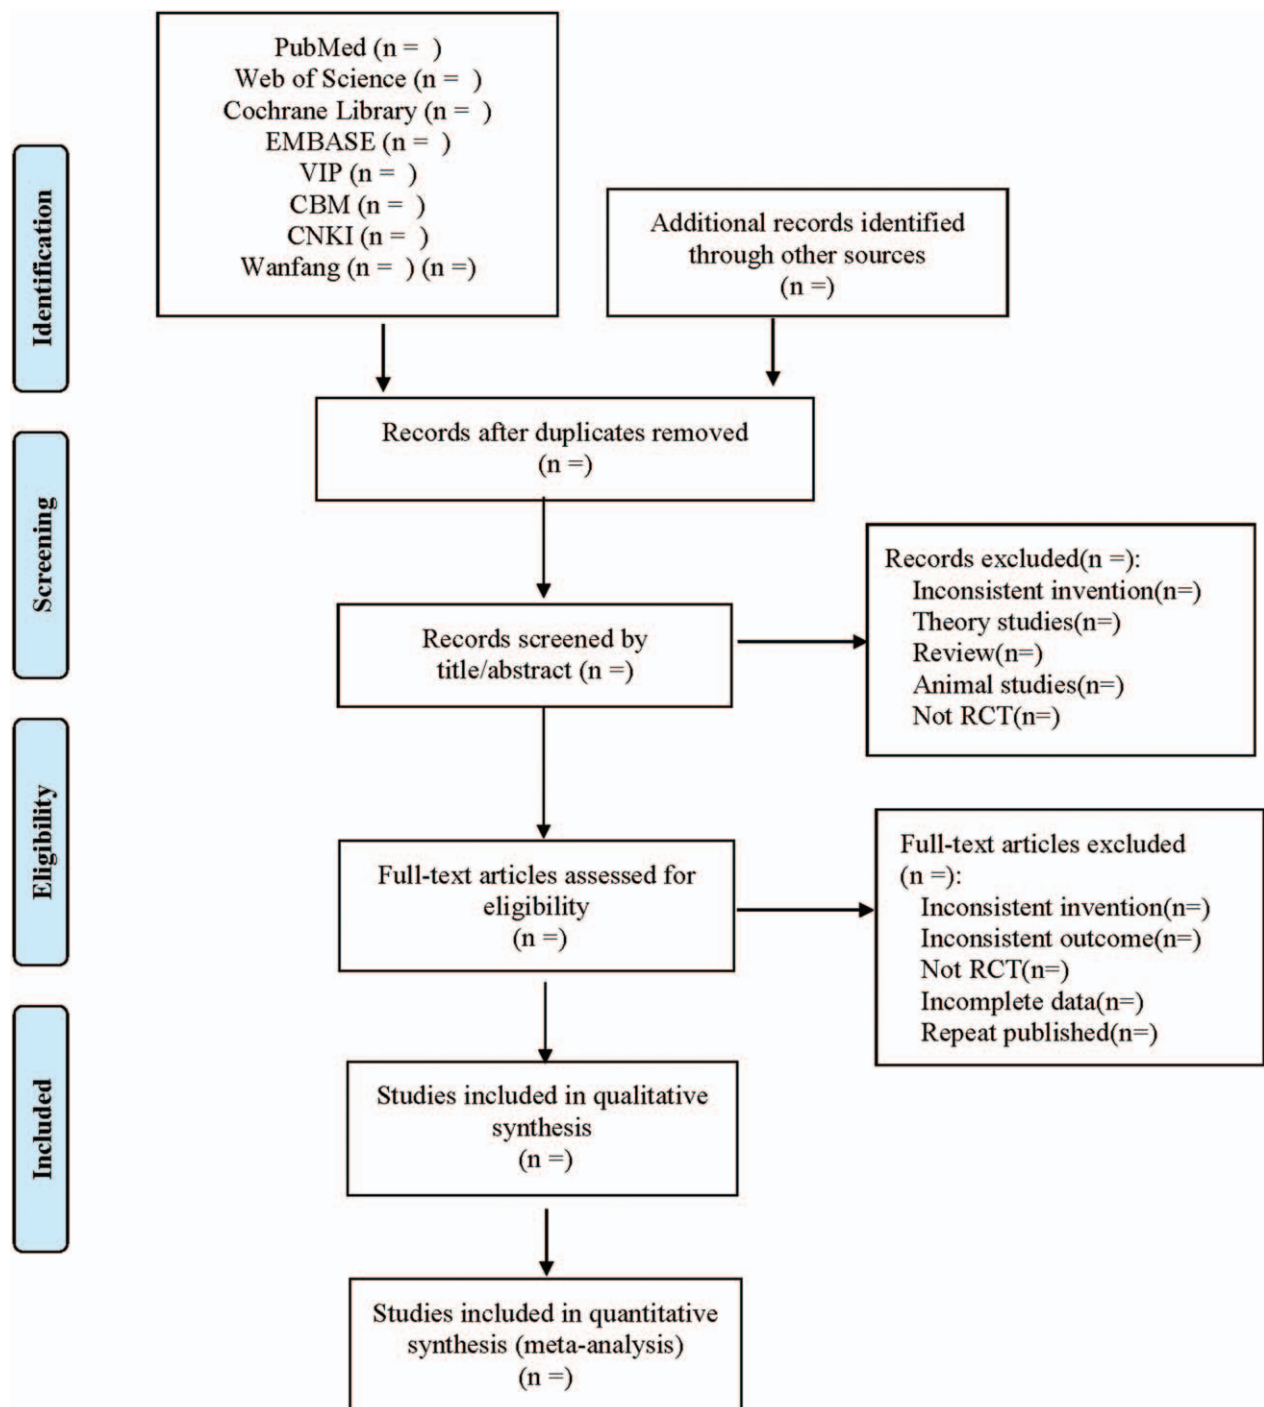 PubMed (n =  )
Web of Science (n =  )
Cochrane Library (n =  )
EMBASE (n =  )
VIP (n =  )
CBM (n =  )
CNKI (n =  )
Wanfang (n =  ) (n =)
Additional records identified
through other sources
(n =)
Identification
Records after duplicates removed
(n =)
Screening
Records screened by
title/abstract (n =)
Records excluded(n =):
Inconsistent invention(n=)
Theory studies(n=)
Review(n=)
Animal studies(n=)
Not RCT(n=)
Eligibility
Full-text articles assessed for
eligibility
(n =)
Full-text articles excluded
(n =):
Inconsistent invention(n=)
Inconsistent outcome(n=)
Not RCT(n=)
Incomplete data(n=)
Repeat published(n=)
Included
Studies included in qualitative
synthesis
(n =)
Studies included in quantitative
synthesis (meta-analysis)
(n =)